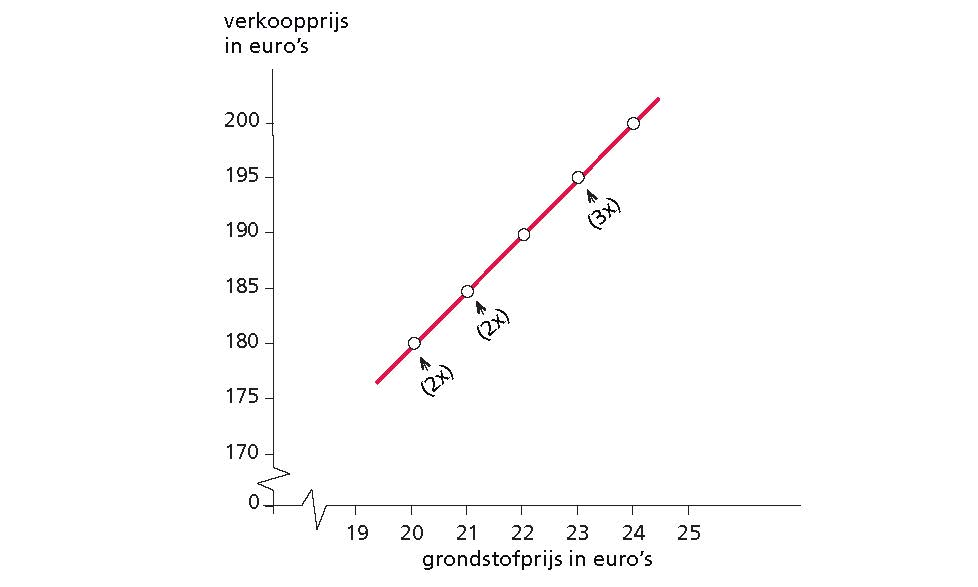 verkoopprijs
in euro’s
200
195
190
185
180
175
170
0
(3x)
(2x)
(2x)
19 20 21 22 23 24 25
grondstofprijs in euro’s